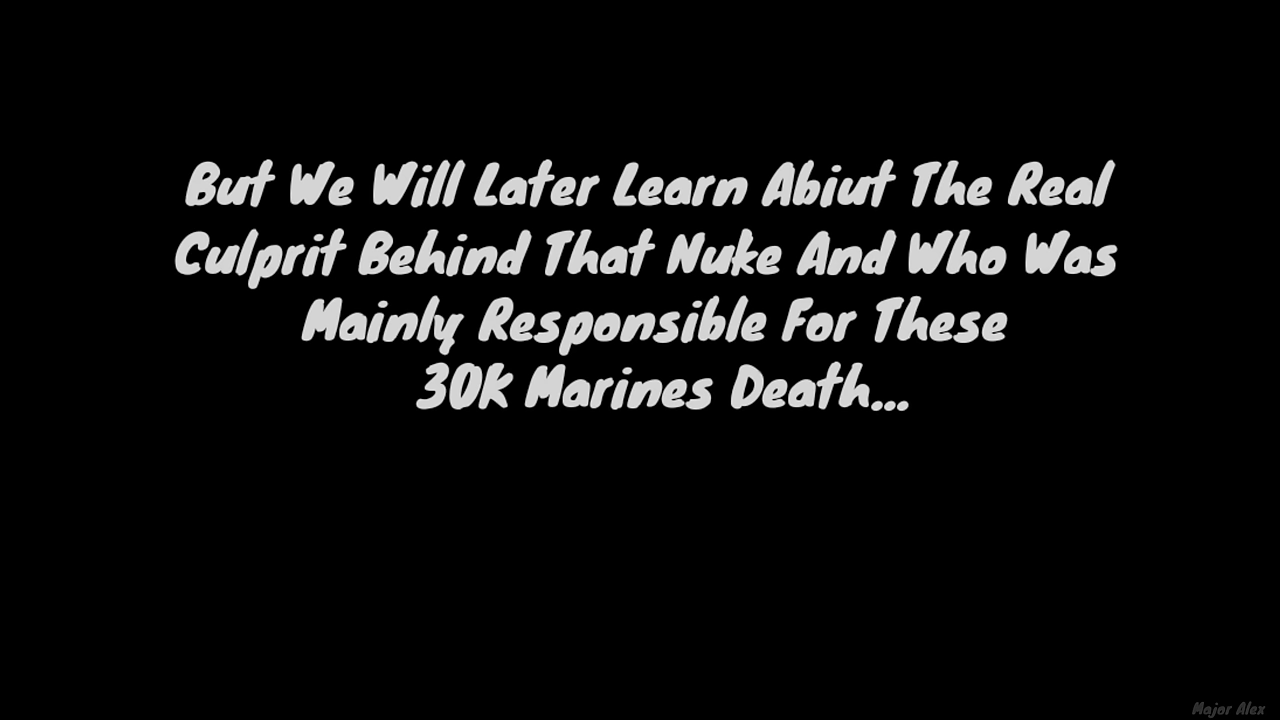 But We Will Later Learn Abiut The Real
Culprit Behind That Nuke And Who Was
Mainly Responsible For These
30K Marines Death...
Major Alex